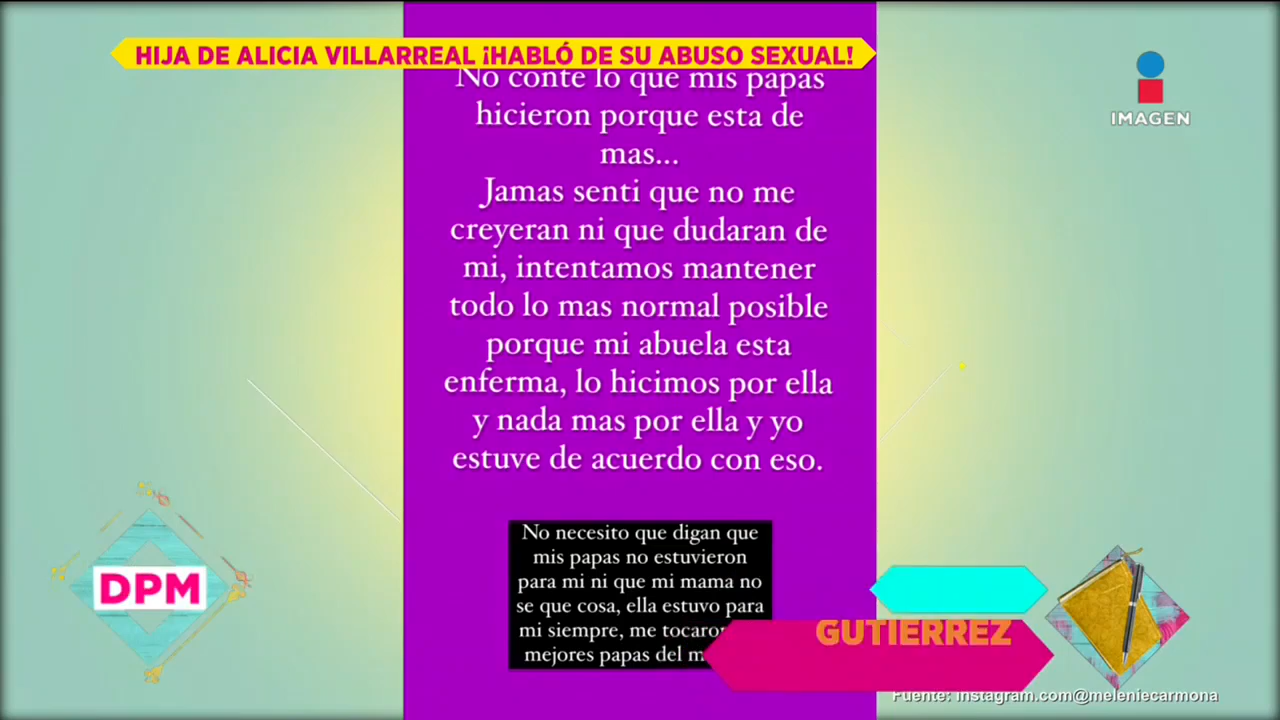 HIJA DE ALICIA VILLARREAL ¡HABLÓ DE SU ABUSO SEXUAL!
No conte lo que mis papas
hicieron porque esta de
mas...
Jamas senti que no me
creyeran ni que dudaran de
mi, intentamos mantener
todo lo mas normal posible
porque mi abuela esta
enferma, lo hicimos por ella
y nada mas por ella y yo
estuve de acuerdo con eso.
No necesito que digan que
mis papas no estuvieron
para mi ni que mi mama no
se que cosa, ella estuvo para
mi siempre, me
mejores papas del
IMAGEN
DPM
GUTIERREZ
Fuente: instagram.com@meleniecarmona